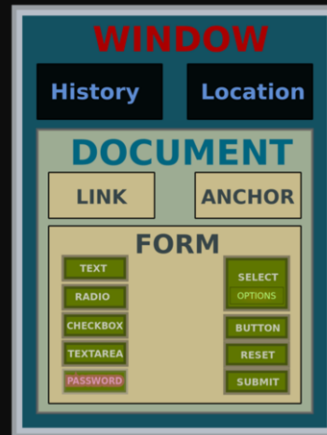 WINDOW
History Location
DOCUMENT
LINK ANCHOR
FORM
TEXT
RADIO
CHECKBOX
TEXTAREA
PASSWORD
SELECT
OPTIONS
BUTTON
RESET
SUBMIT